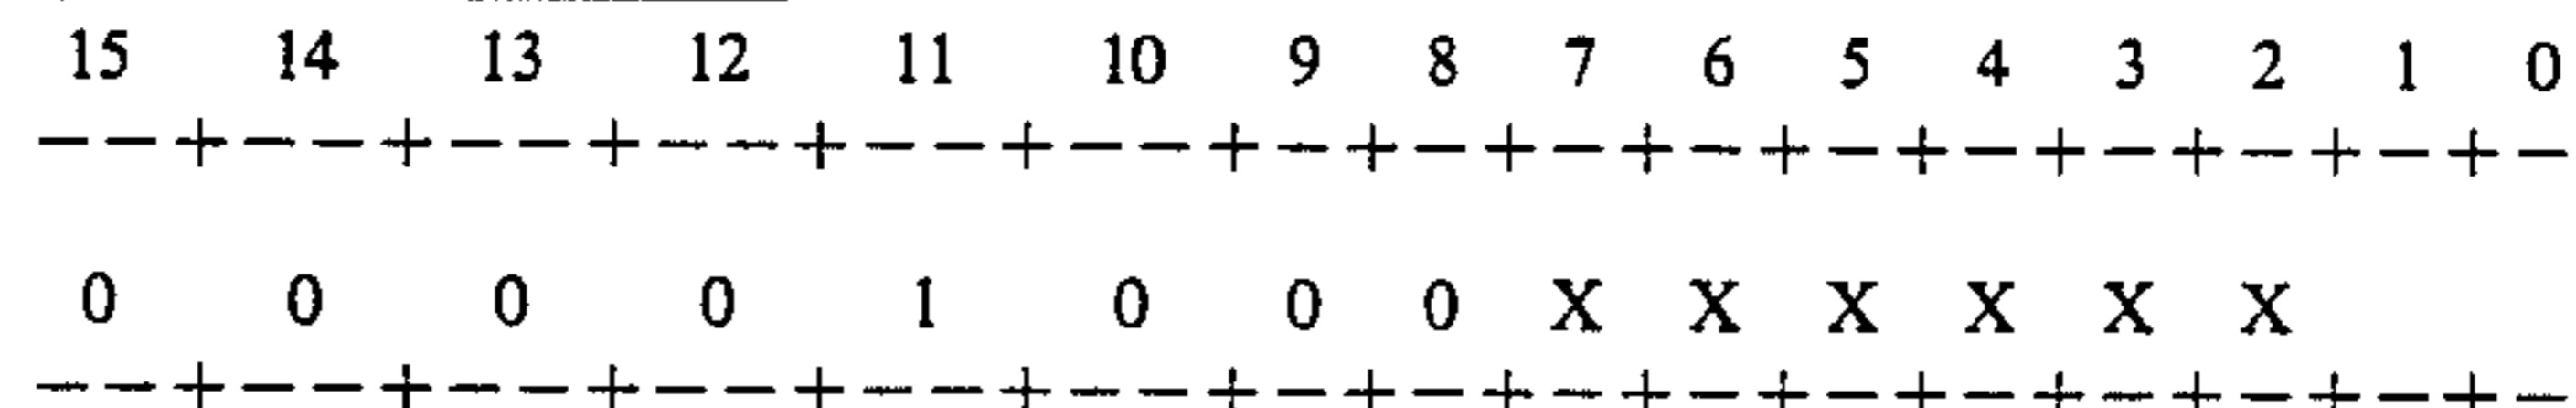 15 14 13 12 11 10 9 8 7 6 5 4 3 2 1 0
— — + — — + — — + — — + — — + — — + — + — + — + — + — + — + — + — + — + —
0 0 0 0 1 0 0 0 X X X X X X
— — + — — + — — + — — + — — + — — + — + — + — + — + — + — + — + — + — + —